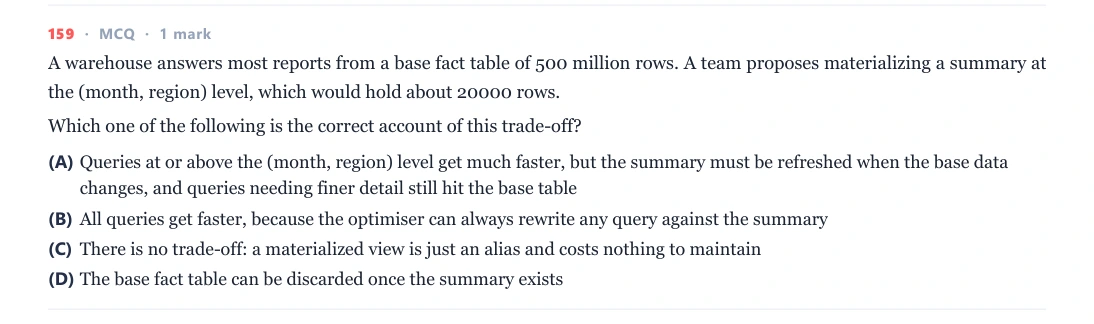 159 · MCQ · 1 mark
A warehouse answers most reports from a base fact table of 500 million rows. A team proposes materializing a summary at
the (month, region) level, which would hold about 20000 rows.
Which one of the following is the correct account of this trade-off?
(A) Queries at or above the (month, region) level get much faster, but the summary must be refreshed when the base data
changes, and queries needing finer detail still hit the base table
(B) All queries get faster, because the optimiser can always rewrite any query against the summary
(C) There is no trade-off: a materialized view is just an alias and costs nothing to maintain
(D) The base fact table can be discarded once the summary exists